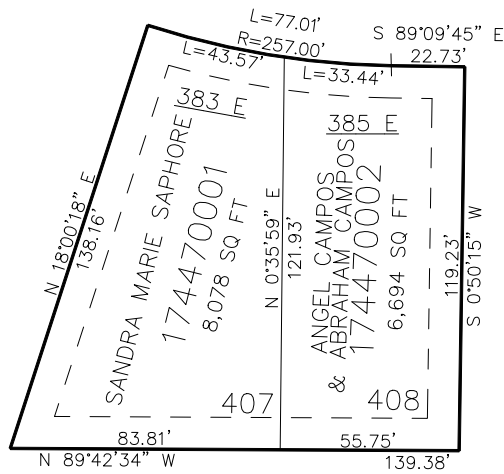 L=77.01'
R=257.00'
S 89°09'45" E
22.73'
L=43.57'
L=33.44'
383 E
385 E
N 18°00'18" E
138.16'
SANDRA MARIE SAPHORE
174470001
8,078 SQ FT
N 0°35'59" E
121.93'
ANGEL CAMPOS
& ABRAHAM CAMPOS
174470002
6,694 SQ FT
119.23'
S 0°50'15" W
407
408
83.81'
55.75'
N 89°42'34" W
139.38'